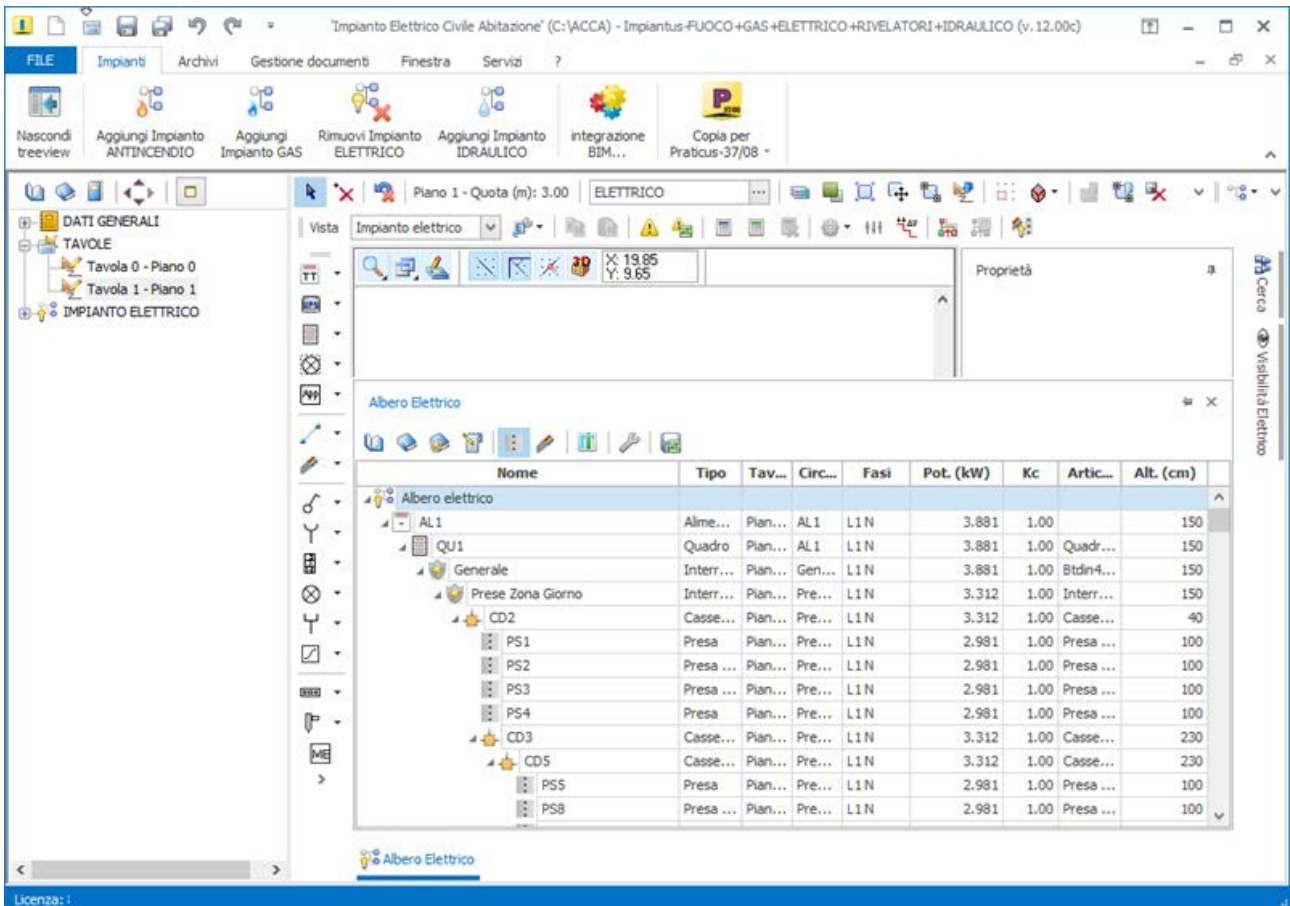 'Impianto Elettrico Civile Abitazione' (C:\ACCA) - Impiantus-FUOCO+GAS+ELETTRICO+RIVELATORI+IDRAULICO (v.12.00c)
FILE Impianti Archivi Gestione documenti Finestra Servizi ?
Nascondi treeview
Aggiungi Impianto ANTINCENDIO
Aggiungi Impianto GAS
Rimuovi Impianto ELETTRICO
Aggiungi Impianto IDRAULICO
integrazione BIM...
Copia per Praticus-37/08
Piano 1 - Quota (m): 3.00 ELETTRICO ...
Vista Impianto elettrico
DATI GENERALI
TAVOLE
Tavola 0 - Piano 0
Tavola 1 - Piano 1
IMPIANTO ELETTRICO
TT
UPS
App
ME
3D
X: 19.85
Y: 9.65
Proprietà
Cerca
Visibilità Elettrico
Albero Elettrico
Nome Tipo Tav... Circ... Fasi Pot. (kW) Kc Artic... Alt. (cm)
Albero elettrico
AL1 Alime... Pian... AL1 L1N 3.881 1.00 150
QU1 Quadro Pian... AL1 L1N 3.881 1.00 Quadr... 150
Generale Interr... Pian... Gen... L1N 3.881 1.00 Btdin4... 150
Prese Zona Giorno Interr... Pian... Pre... L1N 3.312 1.00 Interr... 150
CD2 Casse... Pian... Pre... L1N 3.312 1.00 Casse... 40
PS1 Presa Pian... Pre... L1N 2.981 1.00 Presa ... 100
PS2 Presa ... Pian... Pre... L1N 2.981 1.00 Presa ... 100
PS3 Presa ... Pian... Pre... L1N 2.981 1.00 Presa ... 100
PS4 Presa Pian... Pre... L1N 2.981 1.00 Presa ... 100
CD3 Casse... Pian... Pre... L1N 3.312 1.00 Casse... 230
CD5 Casse... Pian... Pre... L1N 3.312 1.00 Casse... 230
PS5 Presa Pian... Pre... L1N 2.981 1.00 Presa ... 100
PS8 Presa ... Pian... Pre... L1N 2.981 1.00 Presa ... 100
Albero Elettrico
Licenza: